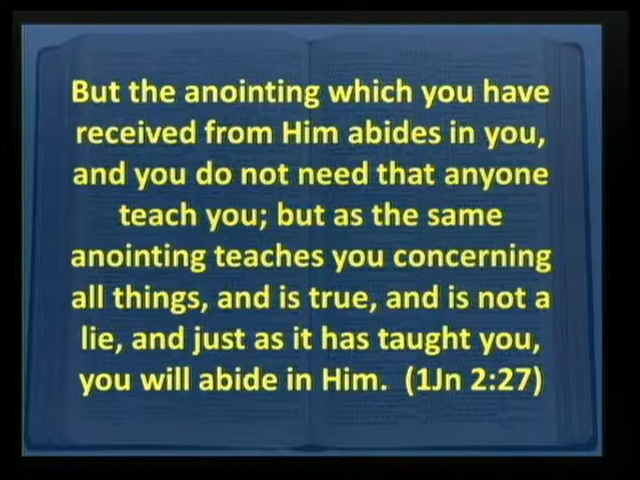 But the anointing which you have
received from Him abides in you,
and you do not need that anyone
teach you; but as the same
anointing teaches you concerning
all things, and is true, and is not a
lie, and just as it has taught you,
you will abide in Him.  (1Jn 2:27)